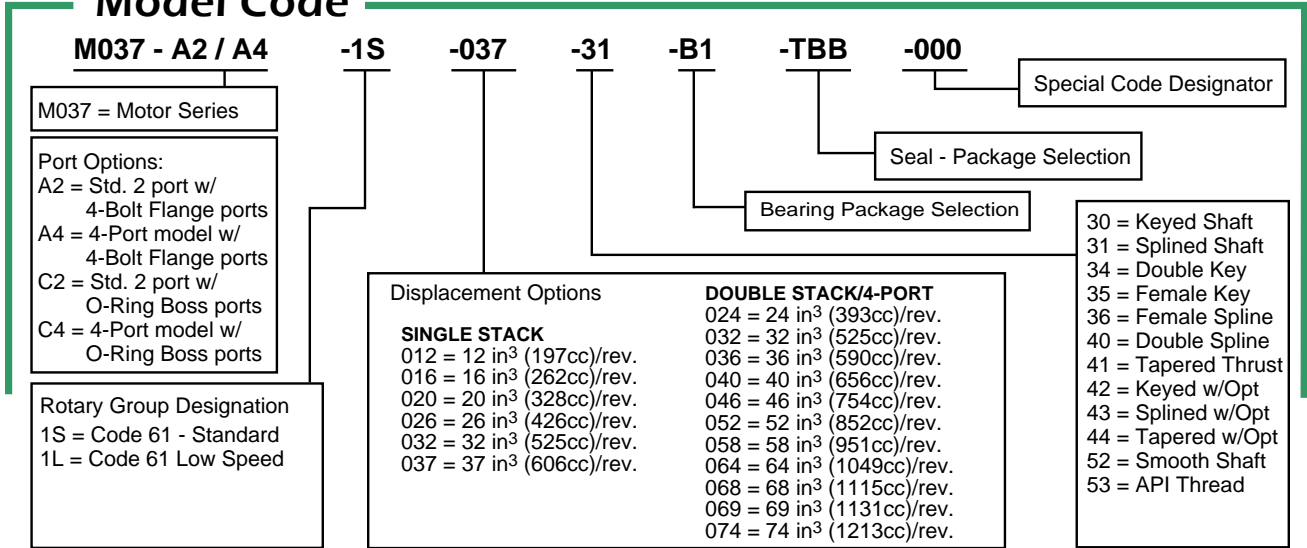 Model Code
M037 - A2 / A4 -1S -037 -31 -B1 -TBB -000
Special Code Designator
M037 = Motor Series
Seal - Package Selection
Port Options:
A2 = Std. 2 port w/
4-Bolt Flange ports
A4 = 4-Port model w/
4-Bolt Flange ports
C2 = Std. 2 port w/
O-Ring Boss ports
C4 = 4-Port model w/
O-Ring Boss ports
Bearing Package Selection
30 = Keyed Shaft
31 = Splined Shaft
34 = Double Key
35 = Female Key
36 = Female Spline
40 = Double Spline
41 = Tapered Thrust
42 = Keyed w/Opt
43 = Splined w/Opt
44 = Tapered w/Opt
52 = Smooth Shaft
53 = API Thread
Rotary Group Designation
1S = Code 61 - Standard
1L = Code 61 Low Speed
Displacement Options
SINGLE STACK
012 = 12 in³ (197cc)/rev.
016 = 16 in³ (262cc)/rev.
020 = 20 in³ (328cc)/rev.
026 = 26 in³ (426cc)/rev.
032 = 32 in³ (525cc)/rev.
037 = 37 in³ (606cc)/rev.
DOUBLE STACK/4-PORT
024 = 24 in³ (393cc)/rev.
032 = 32 in³ (525cc)/rev.
036 = 36 in³ (590cc)/rev.
040 = 40 in³ (656cc)/rev.
046 = 46 in³ (754cc)/rev.
052 = 52 in³ (852cc)/rev.
058 = 58 in³ (951cc)/rev.
064 = 64 in³ (1049cc)/rev.
068 = 68 in³ (1115cc)/rev.
069 = 69 in³ (1131cc)/rev.
074 = 74 in³ (1213cc)/rev.